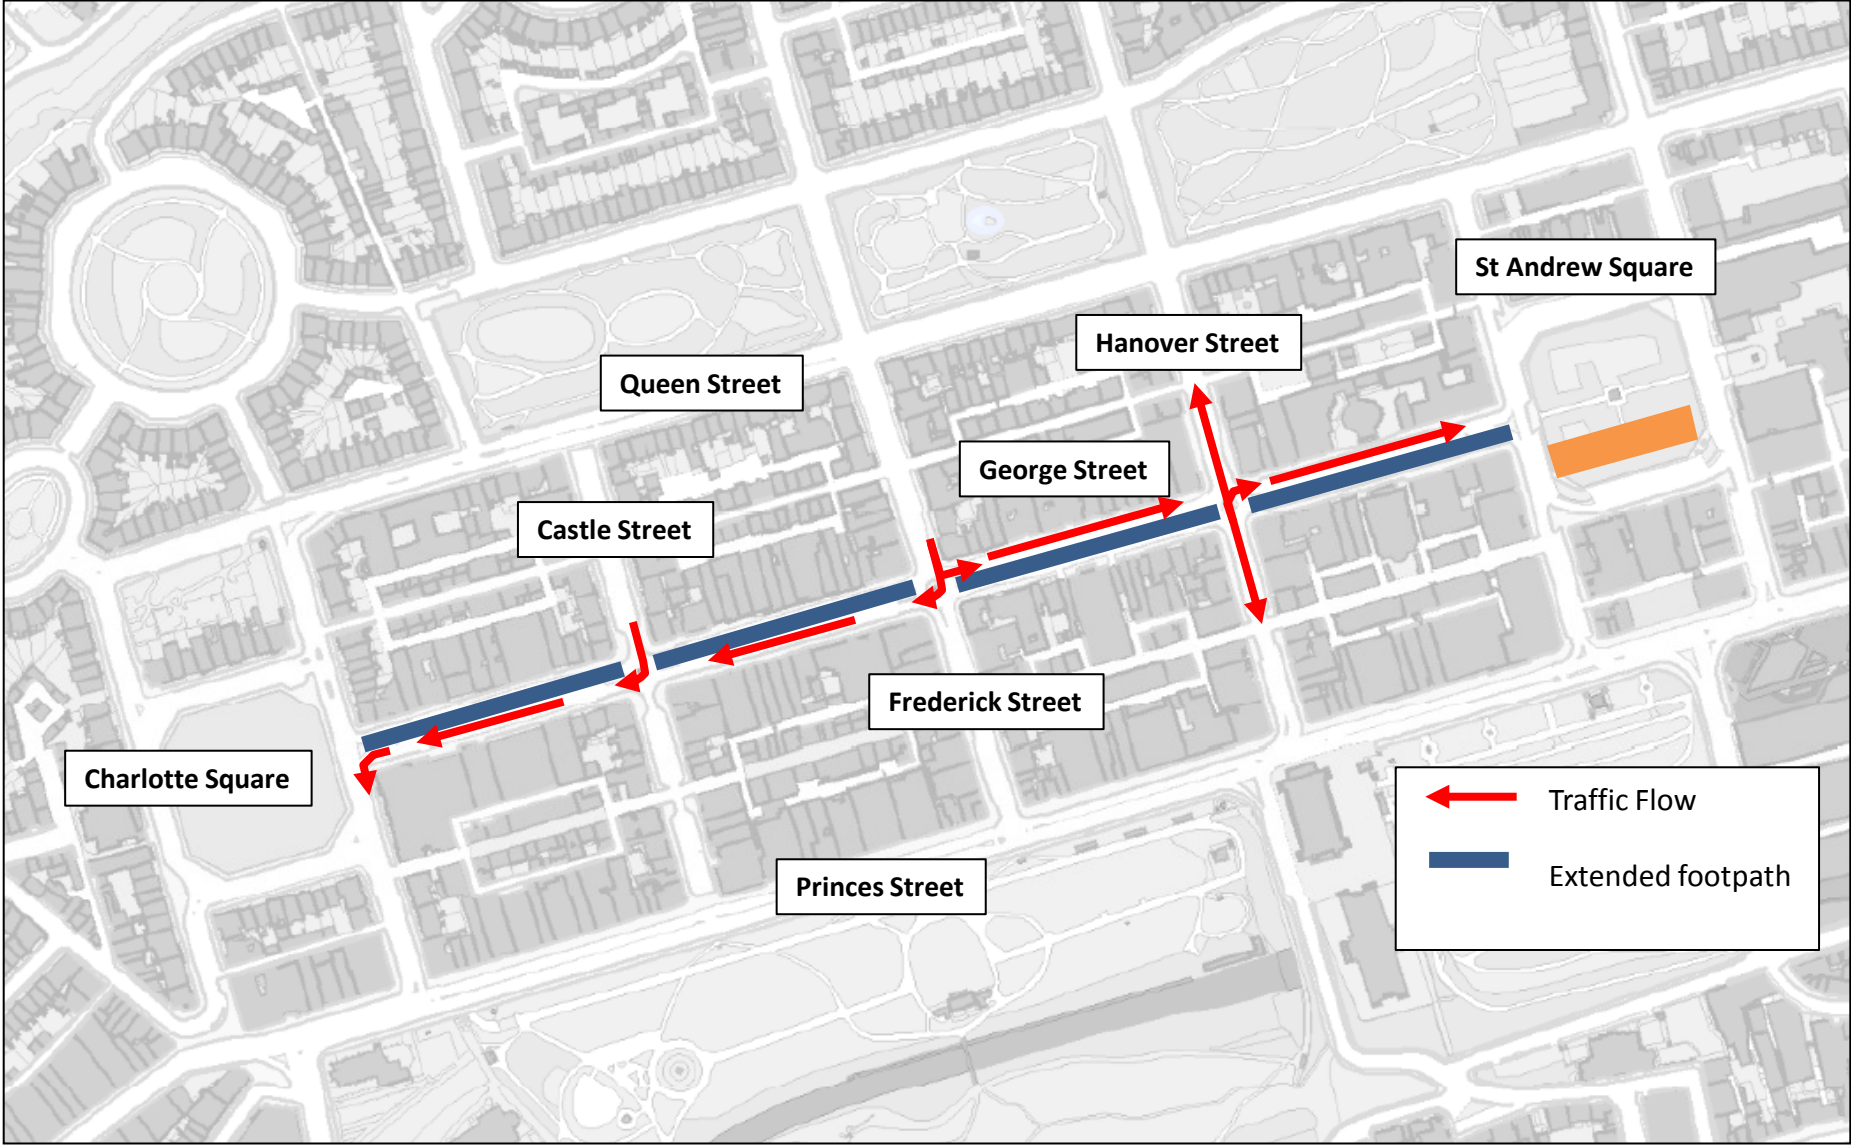 St Andrew Square
Hanover Street
Queen Street
George Street
Castle Street
Frederick Street
Charlotte Square
Princes Street
Traffic Flow
Extended footpath